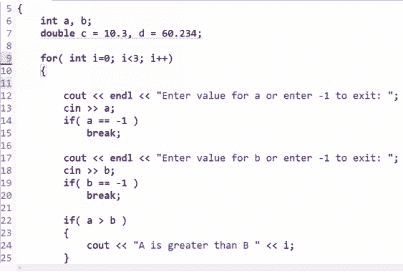 5 {
6 int a, b;
7 double c = 10.3, d = 60.234;
8
9 for( int i=0; i<3; i++)
10 {
11
12 cout << endl << "Enter value for a or enter -1 to exit: ";
13 cin >> a;
14 if( a == -1 )
15 break;
16
17 cout << endl << "Enter value for b or enter -1 to exit: ";
18 cin >> b;
19 if( b == -1 )
20 break;
21
22 if( a > b )
23 {
24 cout << "A is greater than B " << i;
25 }